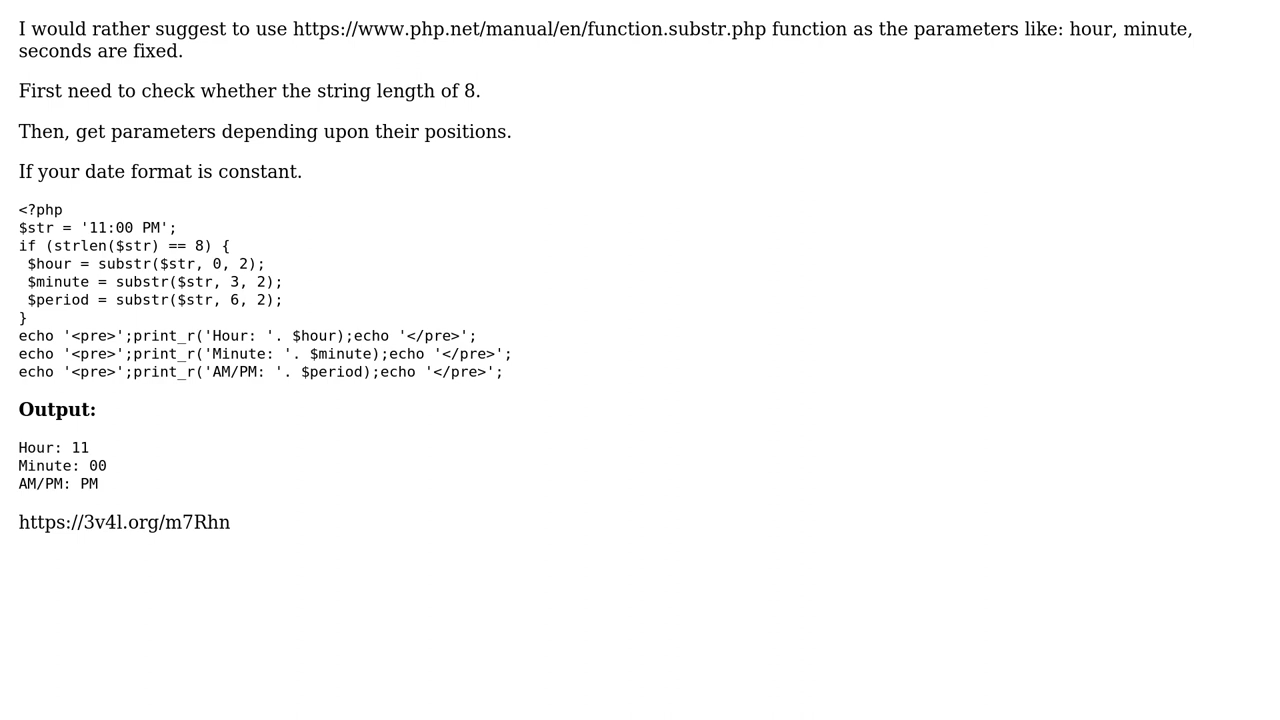 I would rather suggest to use https://www.php.net/manual/en/function.substr.php function as the parameters like: hour, minute,
seconds are fixed.
First need to check whether the string length of 8.
Then, get parameters depending upon their positions.
If your date format is constant.
<?php
$str = '11:00 PM';
if (strlen($str) == 8) {
 $hour = substr($str, 0, 2);
 $minute = substr($str, 3, 2);
 $period = substr($str, 6, 2);
}
echo '<pre>';print_r('Hour: '. $hour);echo '</pre>';
echo '<pre>';print_r('Minute: '. $minute);echo '</pre>';
echo '<pre>';print_r('AM/PM: '. $period);echo '</pre>';
Output:
Hour: 11
Minute: 00
AM/PM: PM
https://3v4l.org/m7Rhn